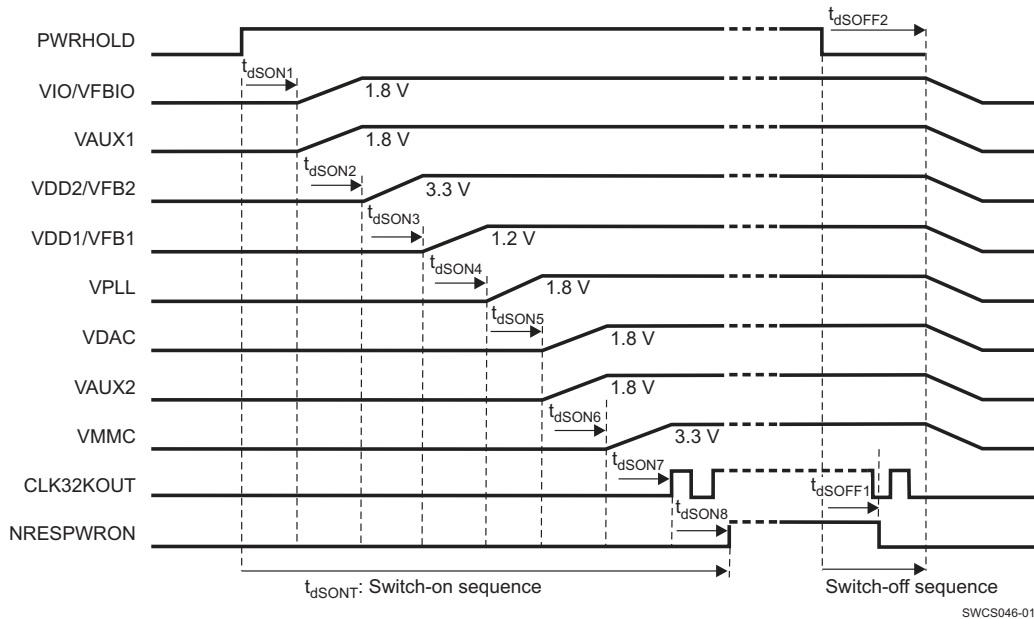 PWRHOLD
tdSOFF2
tdSON1
VIO/VFBIO
1.8 V
VAUX1
1.8 V
tdSON2
VDD2/VFB2
3.3 V
tdSON3
VDD1/VFB1
1.2 V
tdSON4
VPLL
1.8 V
tdSON5
VDAC
1.8 V
VAUX2
1.8 V
tdSON6
VMMC
3.3 V
tdSON7
CLK32KOUT
tdSOFF1
tdSON8
NRESPWRON
tdSONT: Switch-on sequence
Switch-off sequence
SWCS046-01